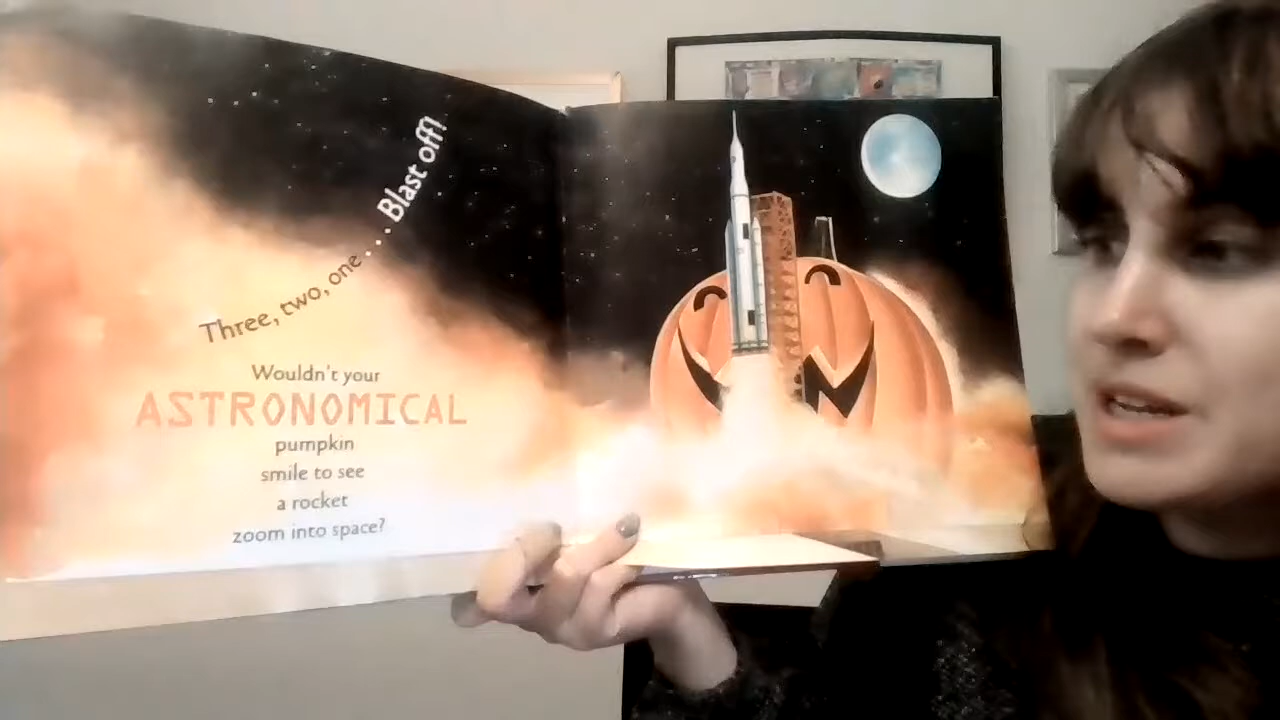 Three, two, one . . . Blast off!
Wouldn't your
ASTRONOMICAL
pumpkin
smile to see
a rocket
zoom into space?